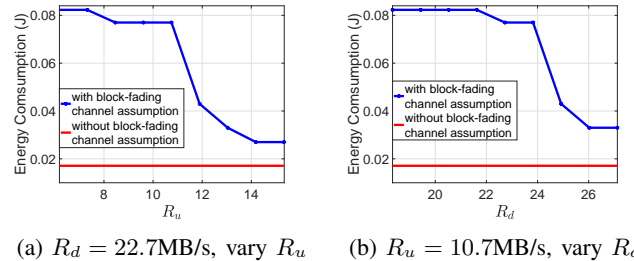 0.08
0.06
0.04
0.02
Energy Comsumption (J)
with block-fading
channel assumption
without block-fading
channel assumption
8 10 12 14
R_u
0.08
0.06
0.04
0.02
Energy Comsumption (J)
with block-fading
channel assumption
without block-fading
channel assumption
20 22 24 26
R_d
(a) R_d = 22.7MB/s, vary R_u
(b) R_u = 10.7MB/s, vary R_d